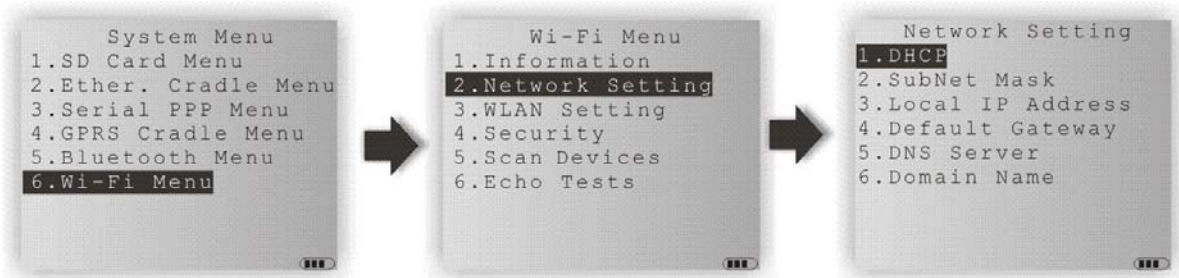 System Menu
1.SD Card Menu
2.Ether. Cradle Menu
3.Serial PPP Menu
4.GPRS Cradle Menu
5.Bluetooth Menu
6.Wi-Fi Menu
Wi-Fi Menu
1.Information
2.Network Setting
3.WLAN Setting
4.Security
5.Scan Devices
6.Echo Tests
Network Setting
1.DHCP
2.SubNet Mask
3.Local IP Address
4.Default Gateway
5.DNS Server
6.Domain Name